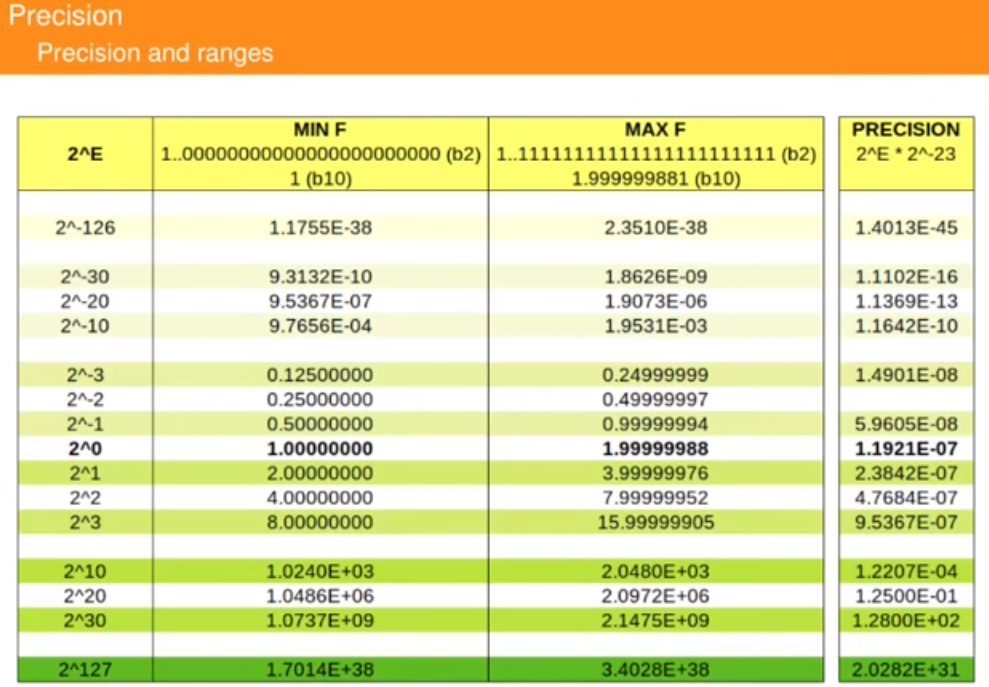 Precision
Precision and ranges
2^E MIN F MAX F PRECISION
1..00000000000000000000000 (b2) 1..11111111111111111111111 (b2) 2^E * 2^-23
1 (b10) 1.999999881 (b10)
2^-126 1.1755E-38 2.3510E-38 1.4013E-45
2^-30 9.3132E-10 1.8626E-09 1.1102E-16
2^-20 9.5367E-07 1.9073E-06 1.1369E-13
2^-10 9.7656E-04 1.9531E-03 1.1642E-10
2^-3 0.12500000 0.24999999 1.4901E-08
2^-2 0.25000000 0.49999997
2^-1 0.50000000 0.99999994 5.9605E-08
2^0 1.00000000 1.99999988 1.1921E-07
2^1 2.00000000 3.99999976 2.3842E-07
2^2 4.00000000 7.99999952 4.7684E-07
2^3 8.00000000 15.99999905 9.5367E-07
2^10 1.0240E+03 2.0480E+03 1.2207E-04
2^20 1.0486E+06 2.0972E+06 1.2500E-01
2^30 1.0737E+09 2.1475E+09 1.2800E+02
2^127 1.7014E+38 3.4028E+38 2.0282E+31